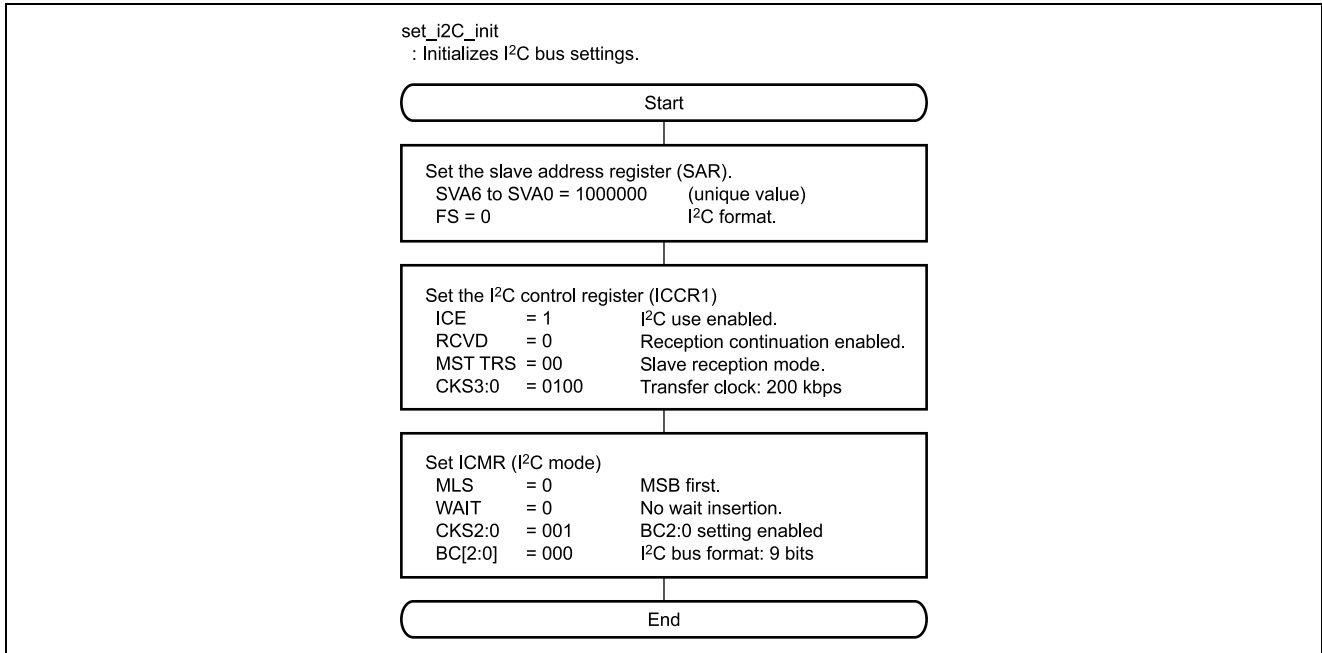 set_i2C_init
: Initializes I²C bus settings.
Start
Set the slave address register (SAR).
SVA6 to SVA0 = 1000000 (unique value)
FS = 0 I²C format.
Set the I²C control register (ICCR1)
ICE = 1 I²C use enabled.
RCVD = 0 Reception continuation enabled.
MST TRS = 00 Slave reception mode.
CKS3:0 = 0100 Transfer clock: 200 kbps
Set ICMR (I²C mode)
MLS = 0 MSB first.
WAIT = 0 No wait insertion.
CKS2:0 = 001 BC2:0 setting enabled
BC[2:0] = 000 I²C bus format: 9 bits
End